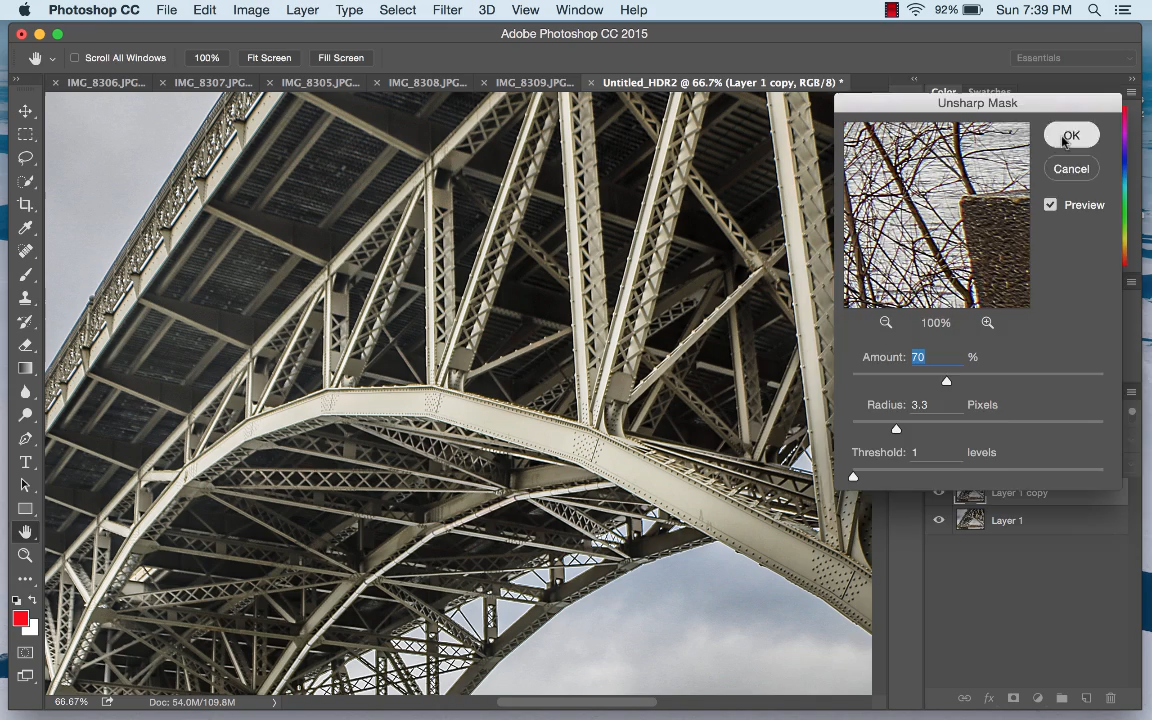 Photoshop CC File Edit Image Layer Type Select Filter 3D View Window Help 92% Sun 7:39 PM
Adobe Photoshop CC 2015
Scroll All Windows 100% Fit Screen Fill Screen Essentials
IMG_8306.JPG... IMG_8307.JPG... IMG_8305.JPG... IMG_8308.JPG... IMG_8309.JPG... Untitled_HDR2 @ 66.7% (Layer 1 copy, RGB/8) *
Color Swatches
Unsharp Mask
OK
Cancel
Preview
100%
Amount: 70 %
Radius: 3.3 Pixels
Threshold: 1 levels
Layer 1 copy
Layer 1
66.67% Doc: 54.0M/109.8M